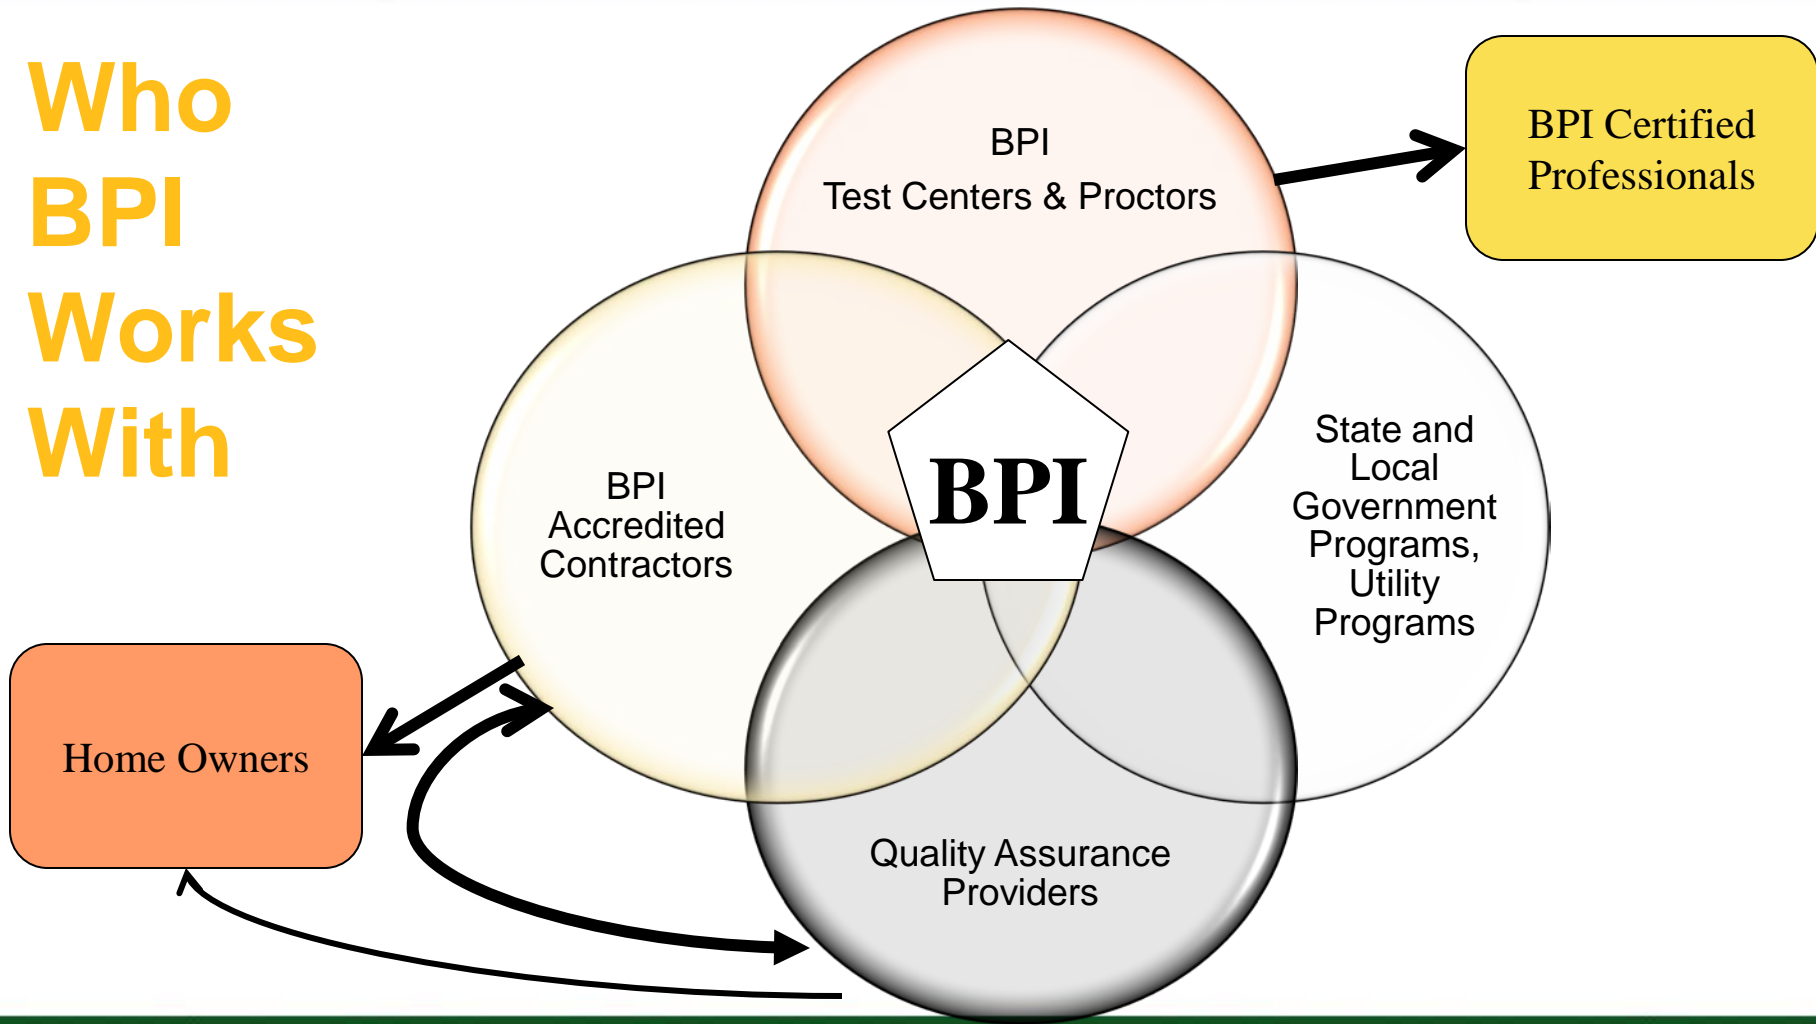 Who
BPI
Works
With
BPI
Test Centers & Proctors
BPI Certified
Professionals
BPI
Accredited
Contractors
BPI
State and
Local
Government
Programs,
Utility
Programs
Home Owners
Quality Assurance
Providers